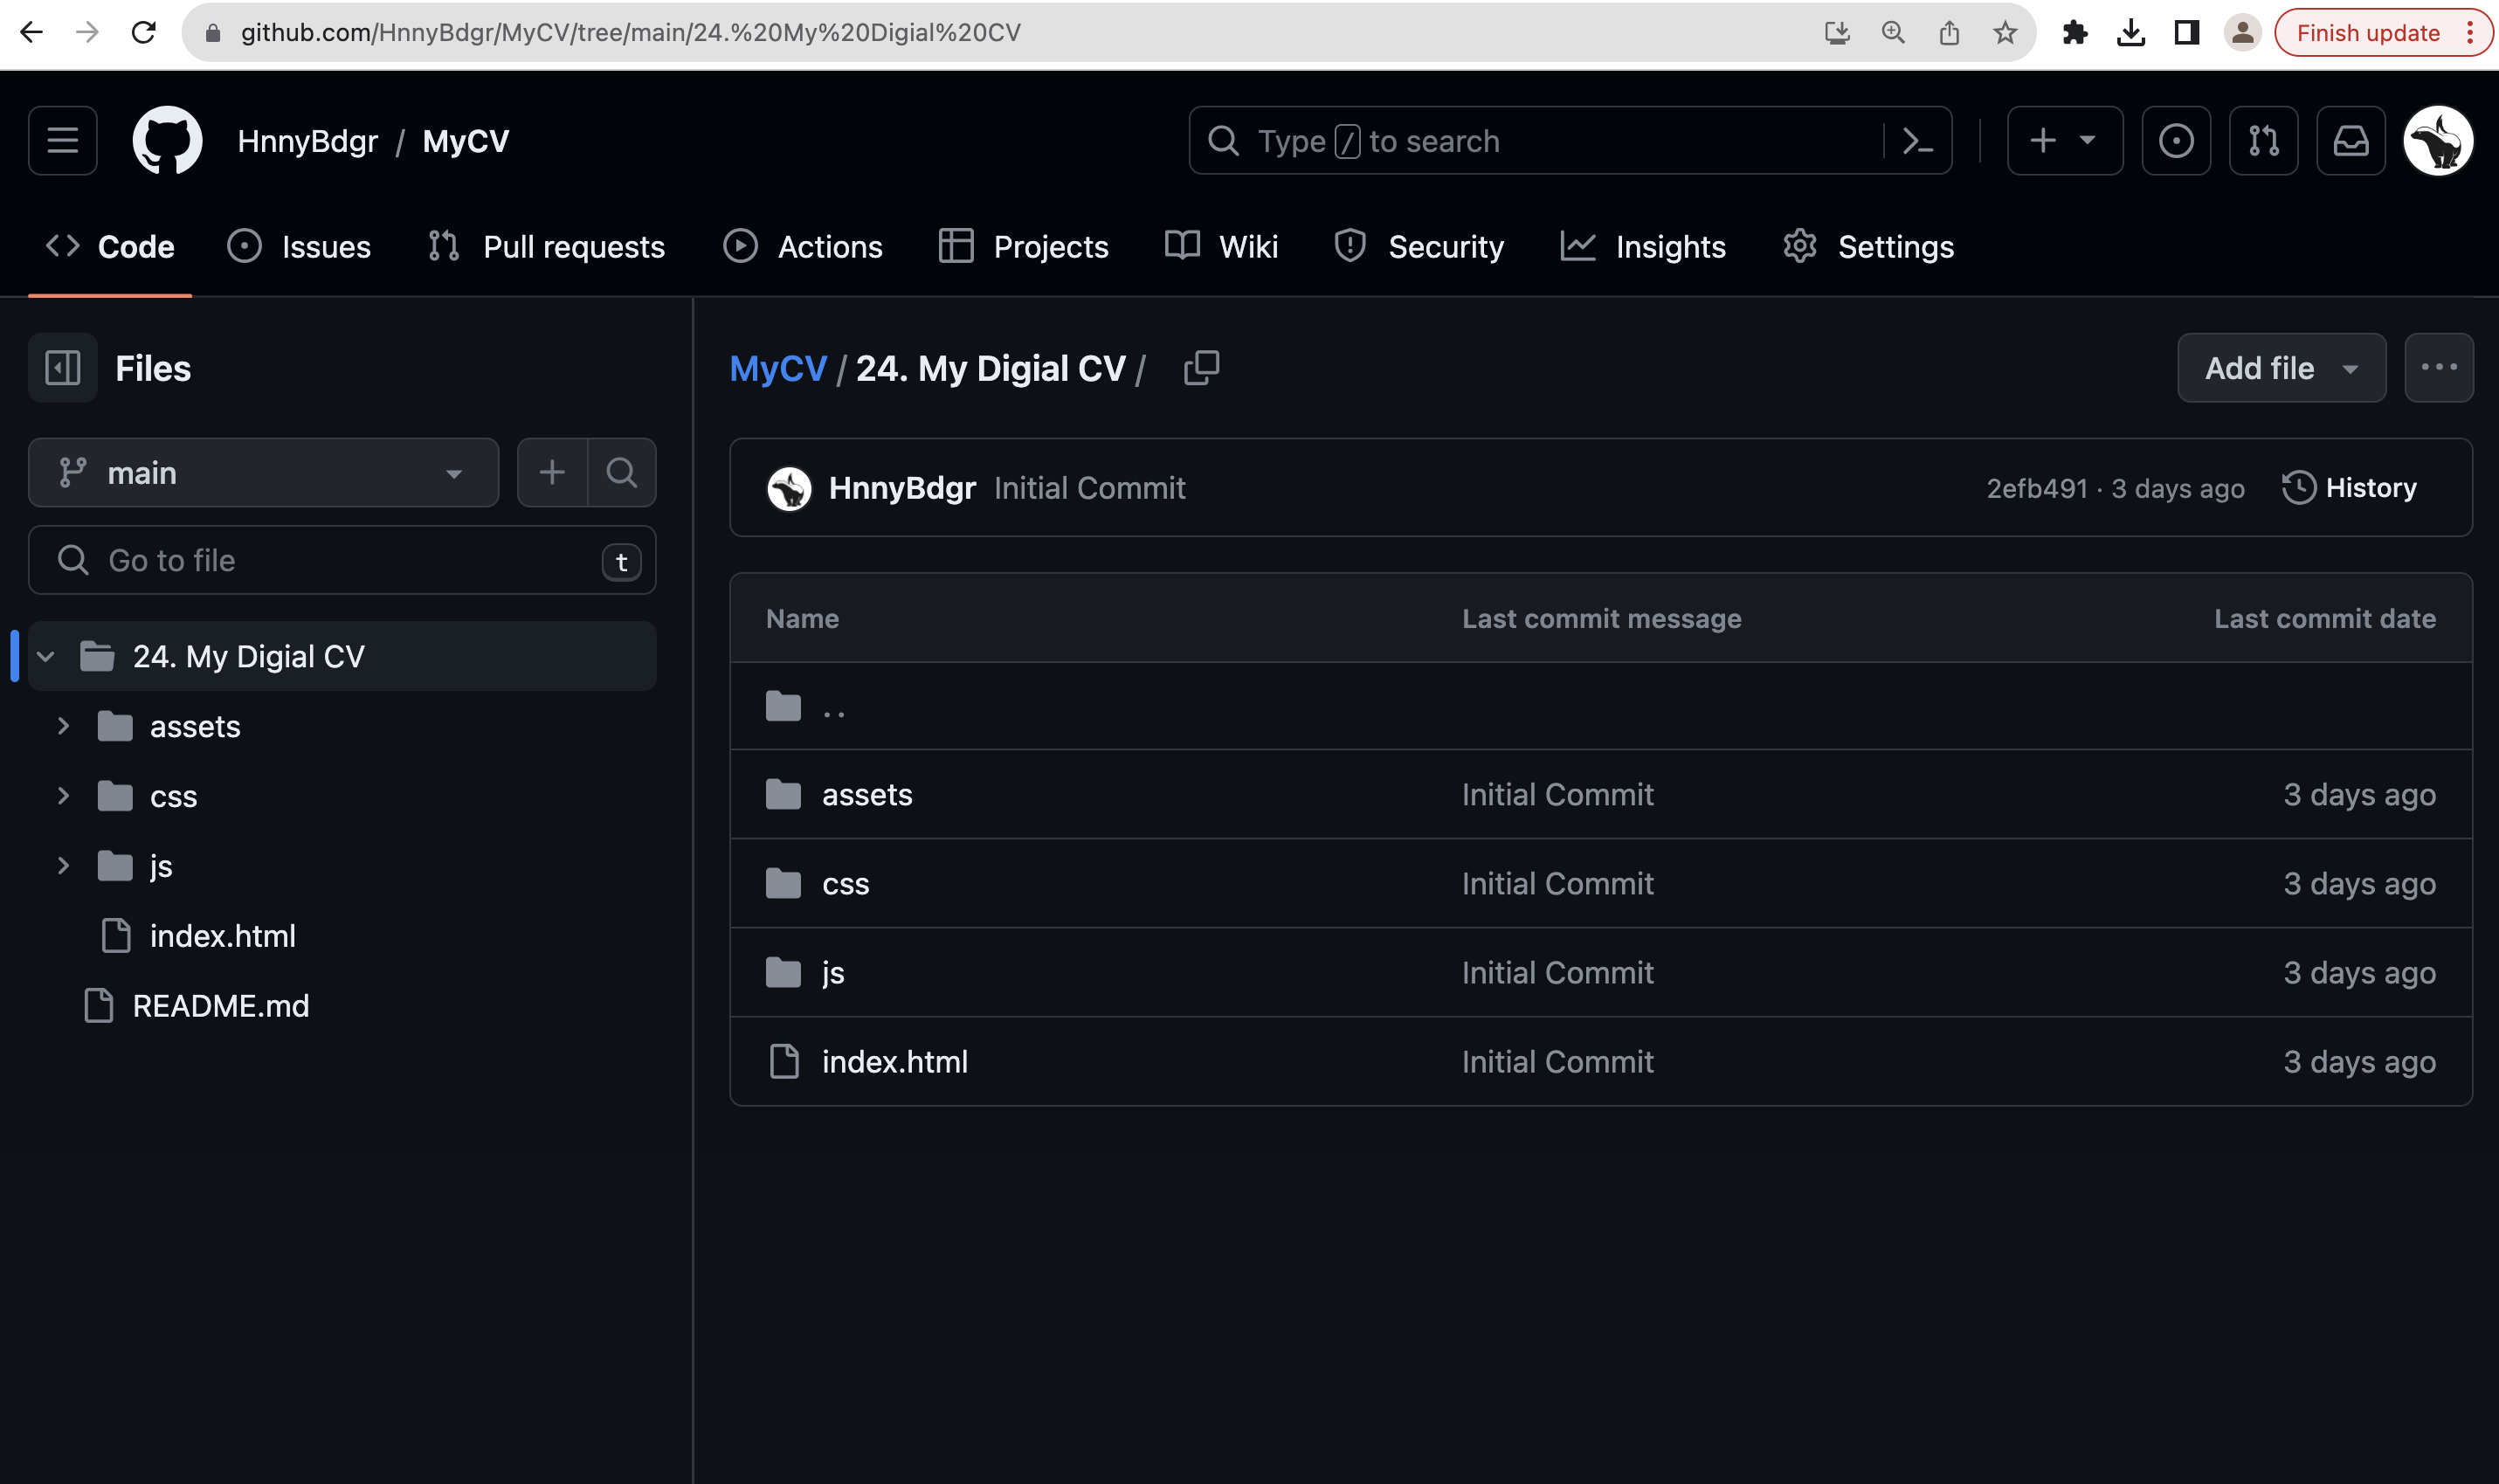 github.com/HnnyBdgr/MyCV/tree/main/24.%20My%20Digial%20CV
Finish update
HnnyBdgr / MyCV
Type / to search
Code Issues Pull requests Actions Projects Wiki Security Insights Settings
Files
main
Go to file t
24. My Digial CV
assets
css
js
index.html
README.md
MyCV / 24. My Digial CV /
Add file
HnnyBdgr Initial Commit 2efb491 · 3 days ago History
Name Last commit message Last commit date
..
assets Initial Commit 3 days ago
css Initial Commit 3 days ago
js Initial Commit 3 days ago
index.html Initial Commit 3 days ago